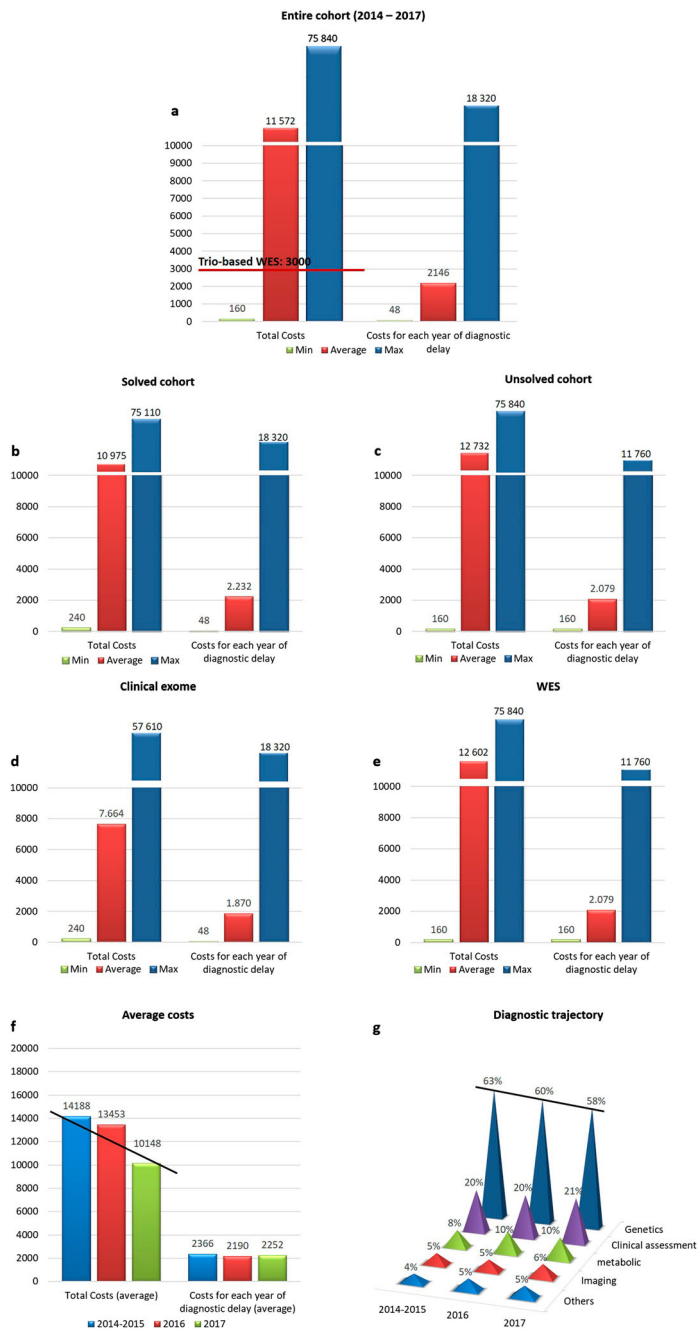 Entire cohort (2014 – 2017)
75 840
18 320
a
11 572
10000
9000
8000
7000
6000
5000
4000
3000
2000
1000
0
Trio-based WES: 3000
160
2146
48
Total Costs
Costs for each year of diagnostic
delay
Min Average Max
Solved cohort
75 110
b
18 320
10 975
10000
8000
6000
4000
2000
0
240
48
2.232
Total Costs
Costs for each year of
diagnostic delay
Min Average Max
Unsolved cohort
75 840
c
12 732
11 760
10000
8000
6000
4000
2000
0
160
160
2.079
Total Costs
Costs for each year of
diagnostic delay
Min Average Max
Clinical exome
57 610
d
18 320
10000
8000
6000
4000
2000
0
7.664
240
48
1.870
Total Costs
Costs for each year of
diagnostic delay
Min Average Max
WES
75 840
e
12 602
11 760
10000
8000
6000
4000
2000
0
160
160
2.079
Total Costs
Costs for each year of
diagnostic delay
Min Average Max
Average costs
f
20000
18000
16000
14000
12000
10000
8000
6000
4000
2000
0
14188
13453
10148
2366
2190
2252
Total Costs (average)
Costs for each year of
diagnostic delay (average)
2014-2015 2016 2017
Diagnostic trajectory
g
63%
60%
58%
20%
20%
21%
8%
10%
10%
5%
5%
6%
4%
5%
5%
Genetics
Clinical assessment
metabolic
Imaging
Others
2014-2015
2016
2017